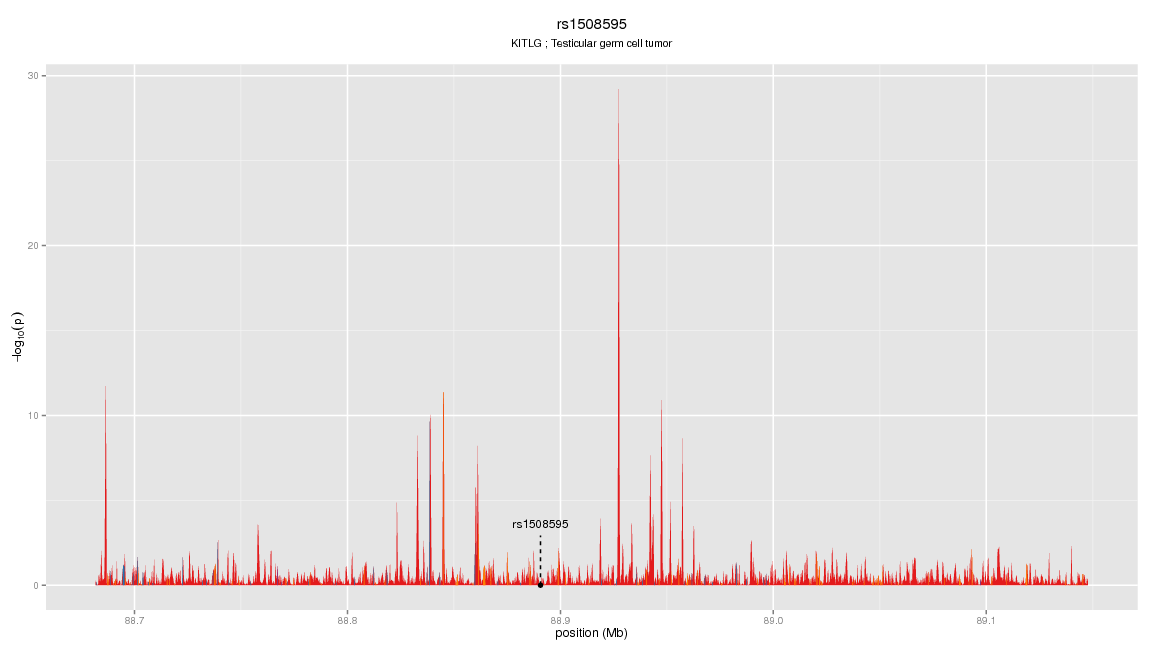 rs1508595
KITLG ; Testicular germ cell tumor
30
20
10
0
−log10(p)
rs1508595
88.7 88.8 88.9 89.0 89.1
position (Mb)